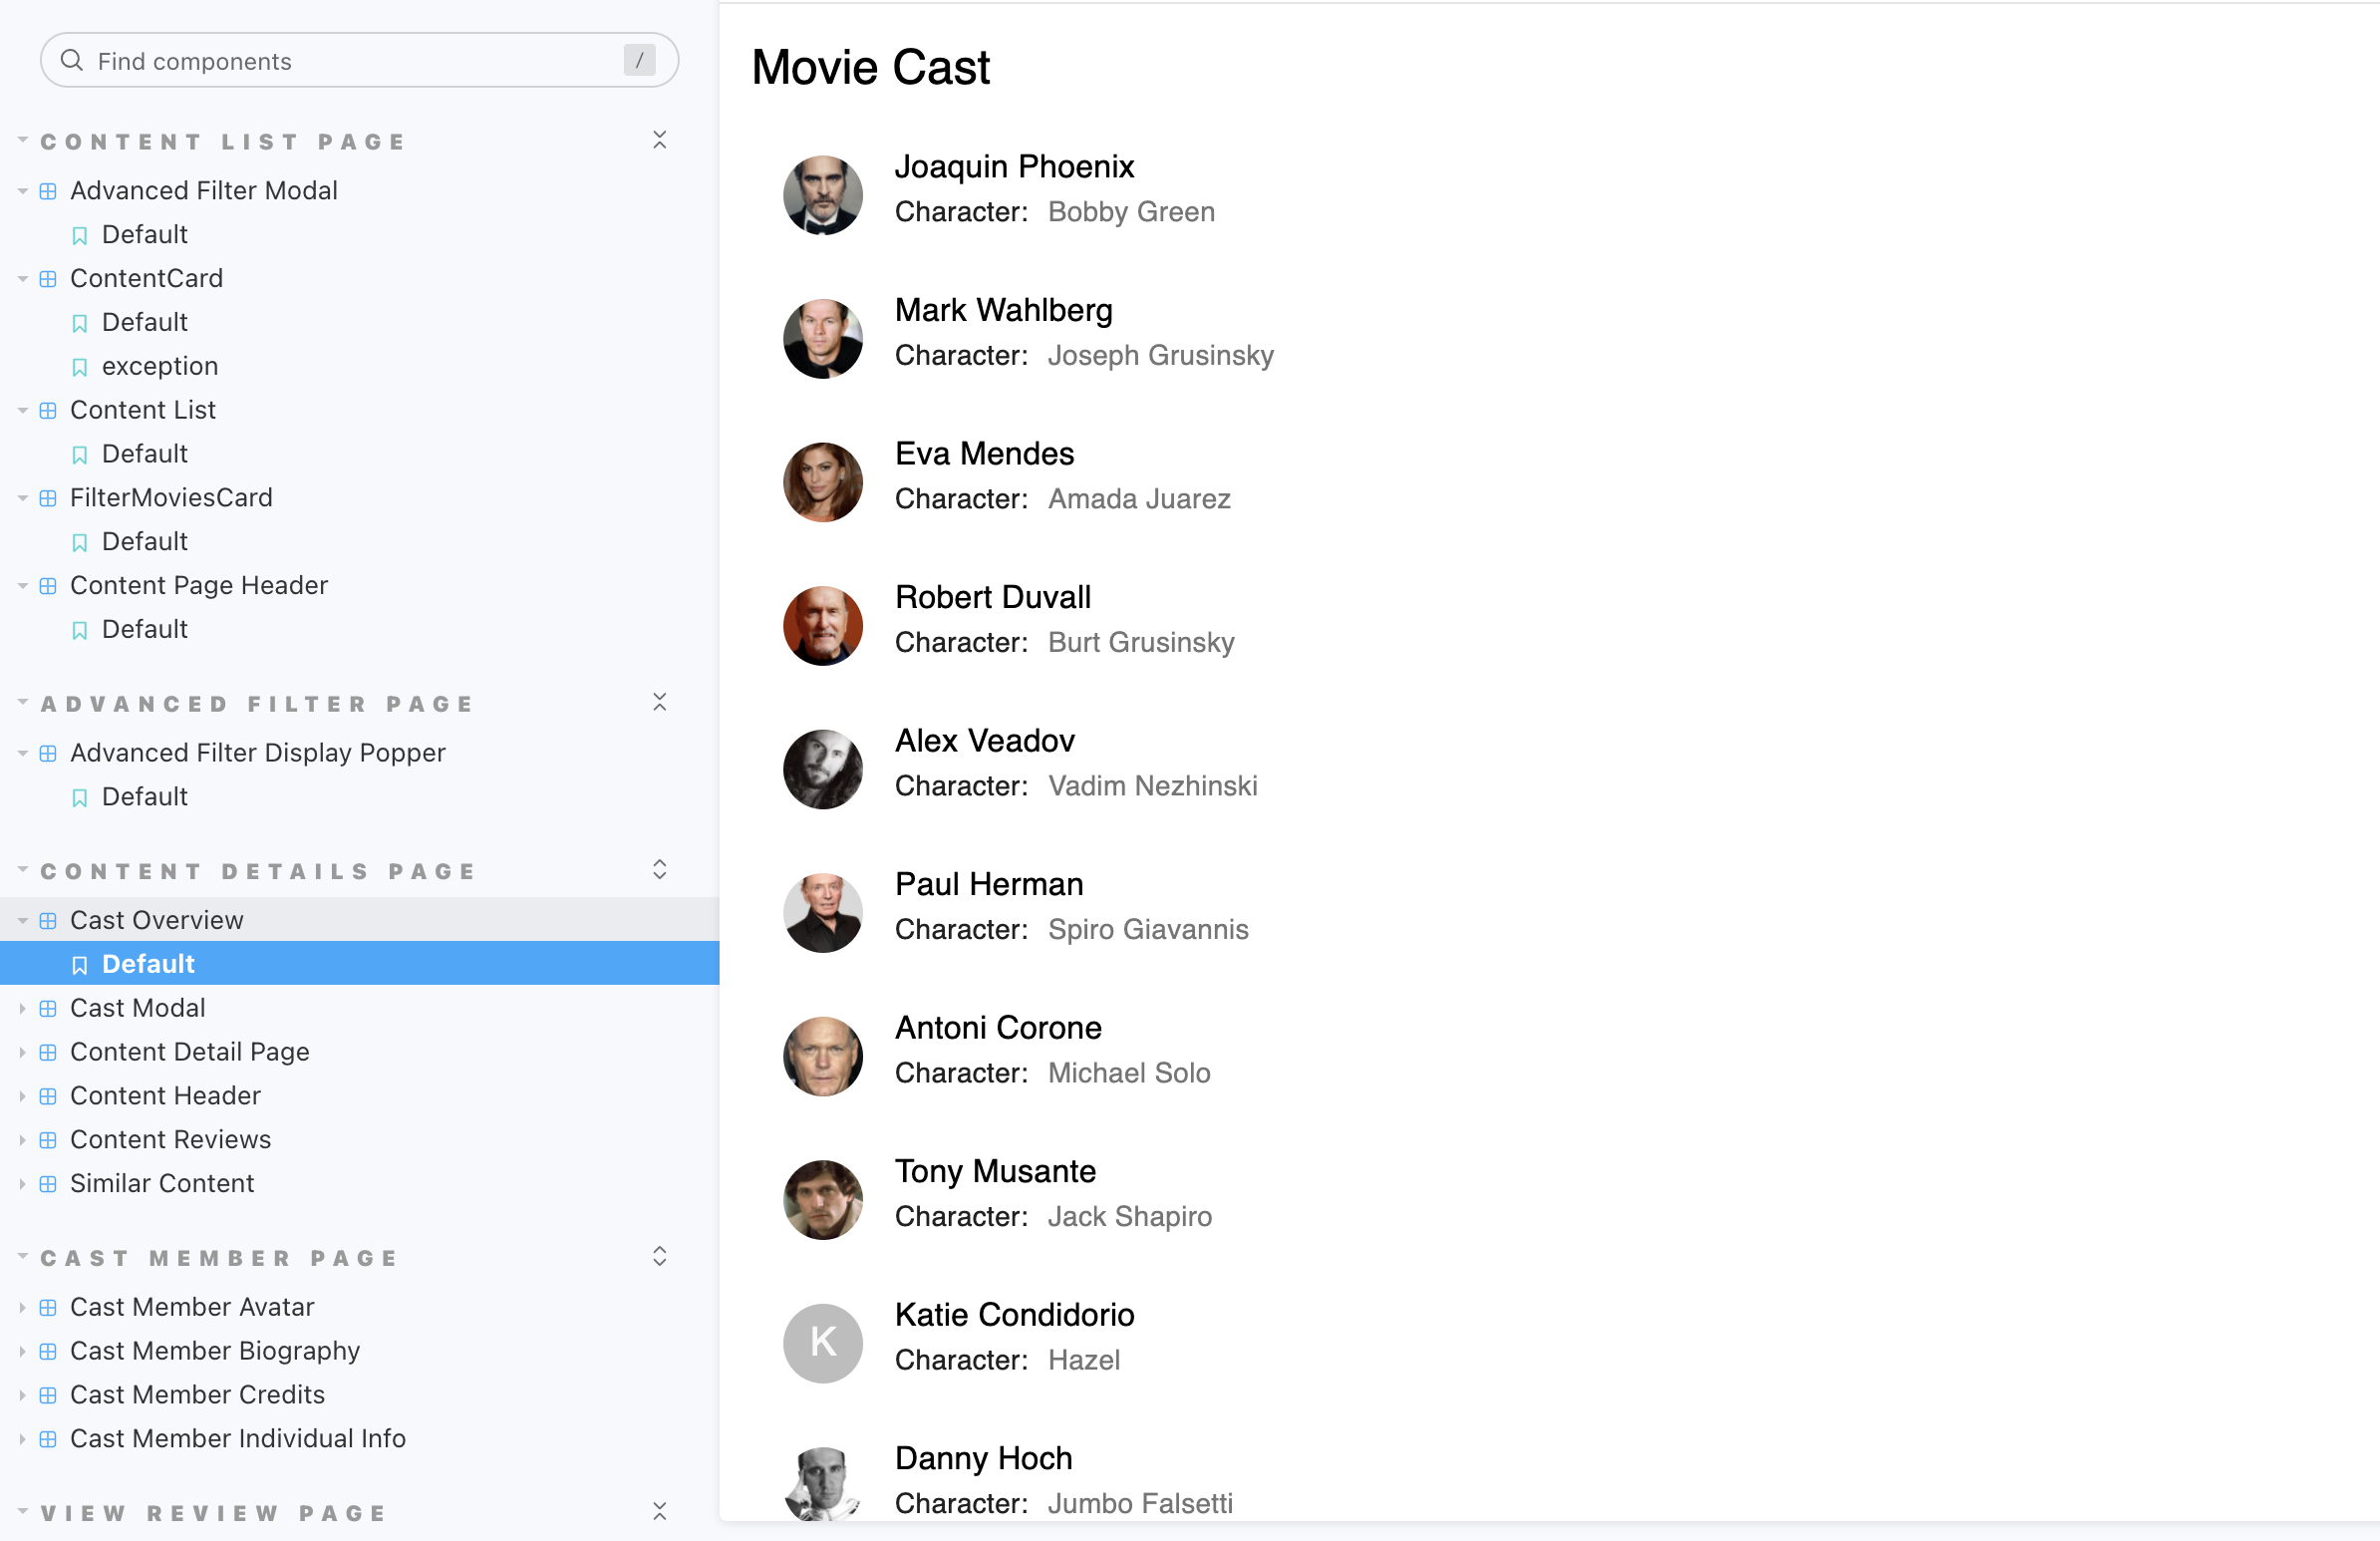 Find components
/
CONTENT LIST PAGE
Advanced Filter Modal
Default
ContentCard
Default
exception
Content List
Default
FilterMoviesCard
Default
Content Page Header
Default
ADVANCED FILTER PAGE
Advanced Filter Display Popper
Default
CONTENT DETAILS PAGE
Cast Overview
Default
Cast Modal
Content Detail Page
Content Header
Content Reviews
Similar Content
CAST MEMBER PAGE
Cast Member Avatar
Cast Member Biography
Cast Member Credits
Cast Member Individual Info
VIEW REVIEW PAGE
Movie Cast
Joaquin Phoenix
Character: Bobby Green
Mark Wahlberg
Character: Joseph Grusinsky
Eva Mendes
Character: Amada Juarez
Robert Duvall
Character: Burt Grusinsky
Alex Veadov
Character: Vadim Nezhinski
Paul Herman
Character: Spiro Giavannis
Antoni Corone
Character: Michael Solo
Tony Musante
Character: Jack Shapiro
K
Katie Condidorio
Character: Hazel
Danny Hoch
Character: Jumbo Falsetti